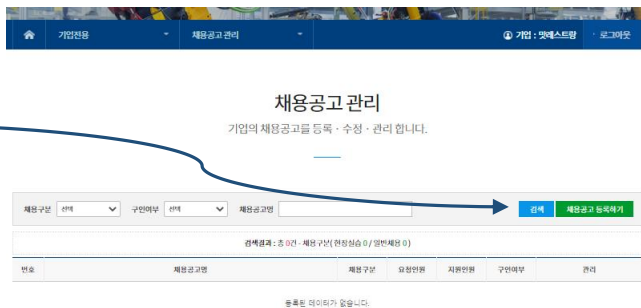 기업전용 채용공고 관리 기업 : 맛레스트랑 · 로그아웃
채용공고 관리
기업의 채용공고를 등록 · 수정 · 관리 합니다.
채용구분 선택 구인여부 선택 채용공고명 검색 채용공고 등록하기
검색결과 : 총 0건 - 채용구분( 현장실습 0 / 일반채용 0 )
번호 채용공고명 채용구분 요청인원 지원인원 구인여부 관리
등록된 데이터가 없습니다.